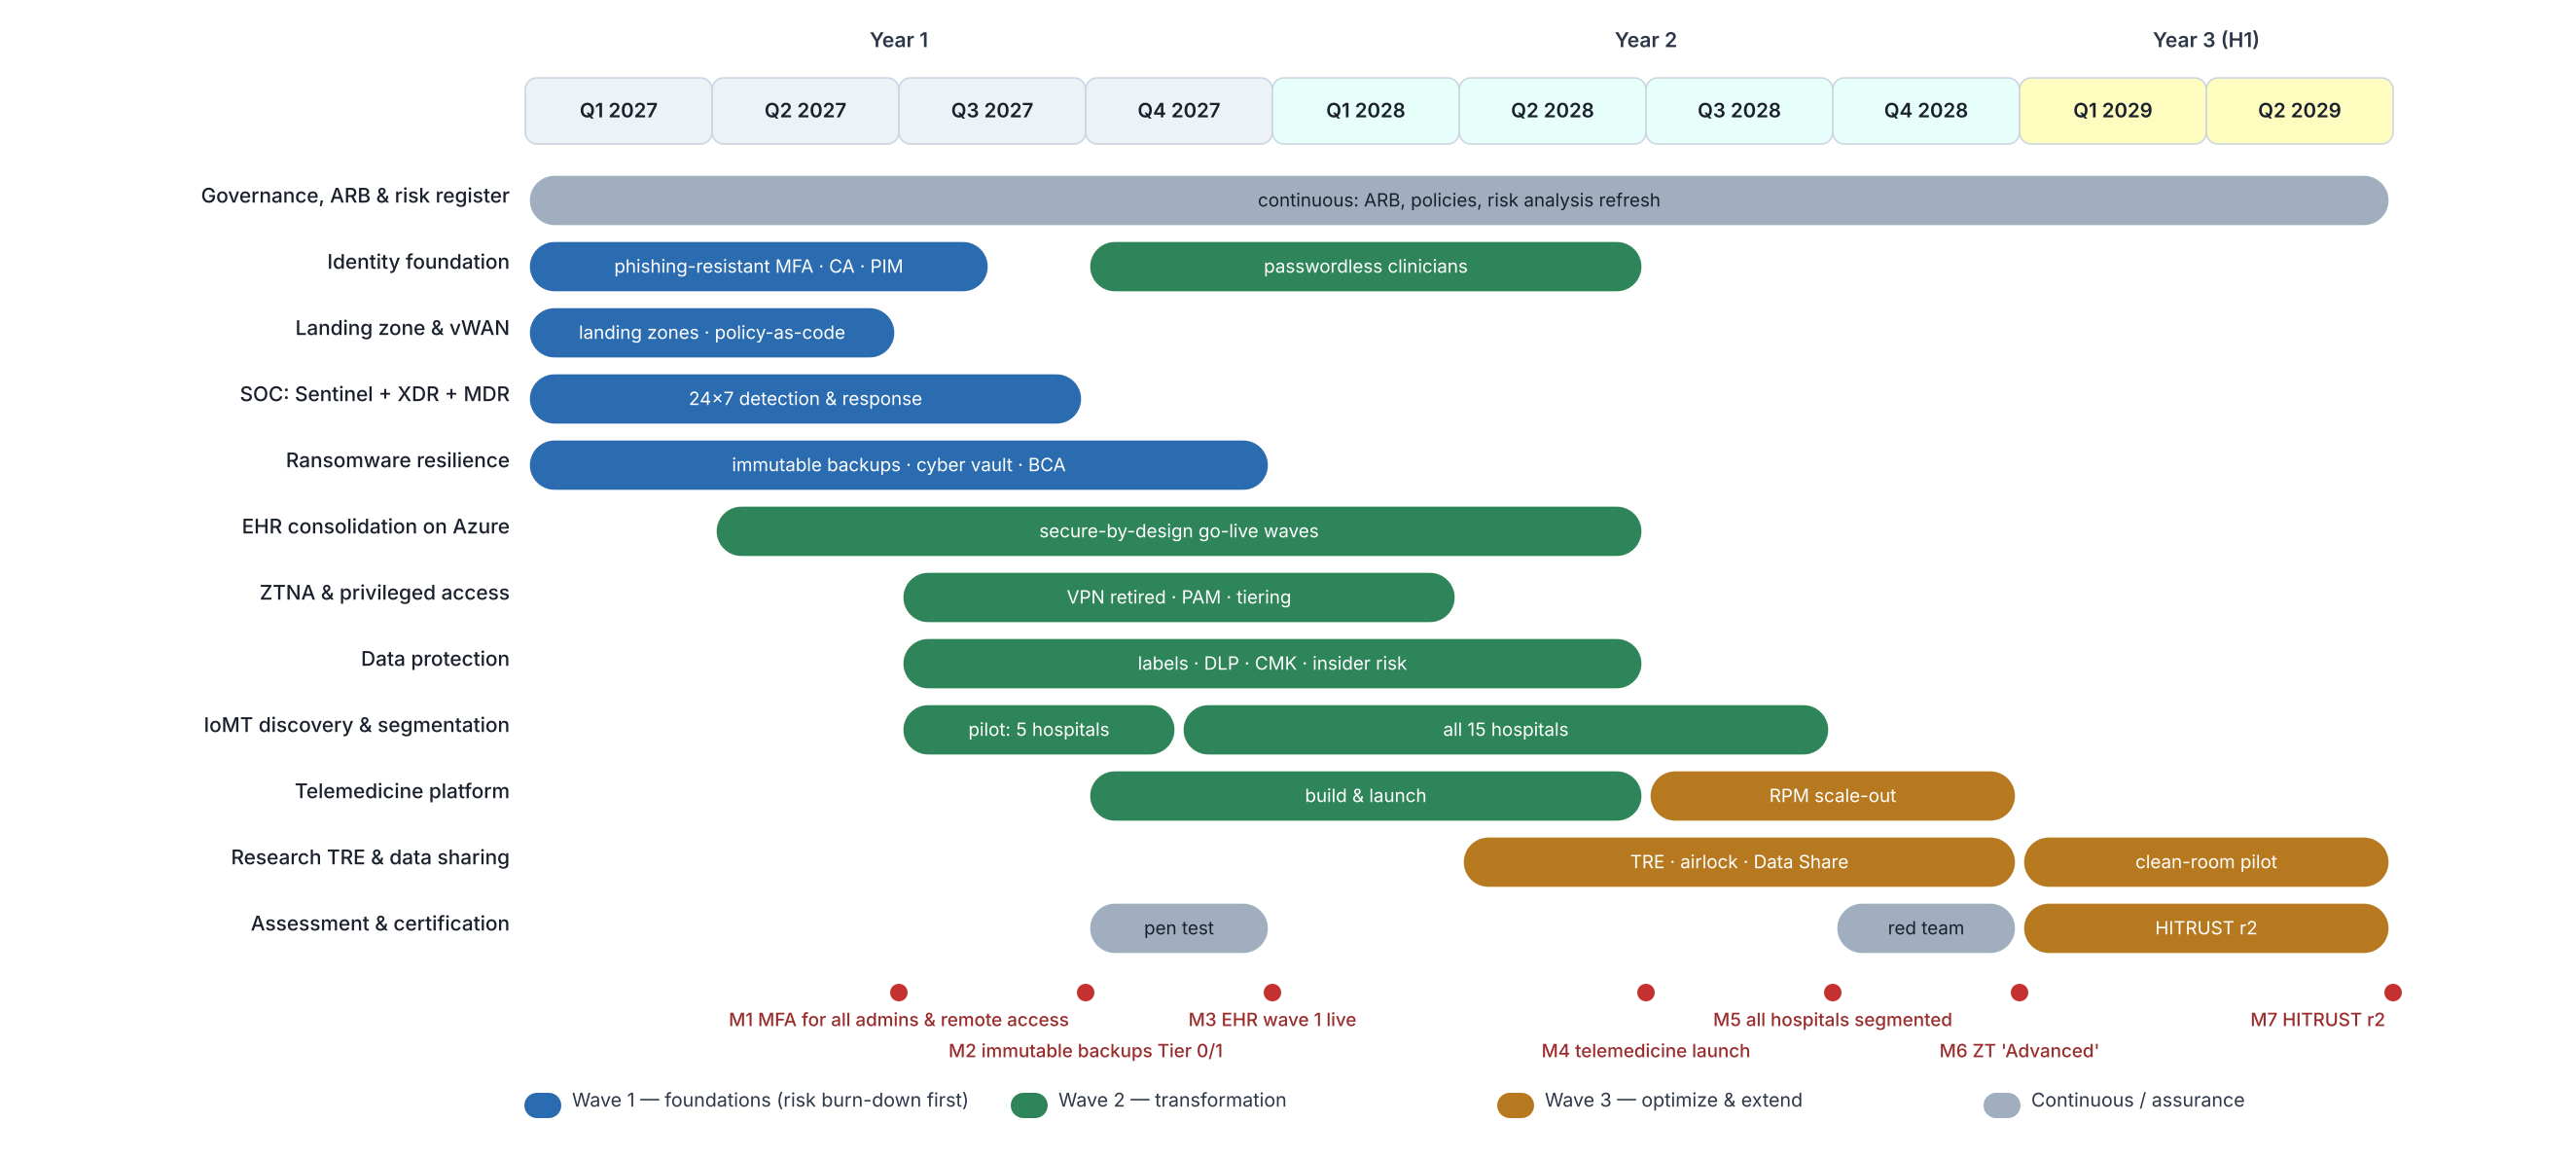 Year 1
Year 2
Year 3 (H1)
Q1 2027
Q2 2027
Q3 2027
Q4 2027
Q1 2028
Q2 2028
Q3 2028
Q4 2028
Q1 2029
Q2 2029
Governance, ARB & risk register
continuous: ARB, policies, risk analysis refresh
Identity foundation
phishing-resistant MFA · CA · PIM
passwordless clinicians
Landing zone & vWAN
landing zones · policy-as-code
SOC: Sentinel + XDR + MDR
24×7 detection & response
Ransomware resilience
immutable backups · cyber vault · BCA
EHR consolidation on Azure
secure-by-design go-live waves
ZTNA & privileged access
VPN retired · PAM · tiering
Data protection
labels · DLP · CMK · insider risk
IoMT discovery & segmentation
pilot: 5 hospitals
all 15 hospitals
Telemedicine platform
build & launch
RPM scale-out
Research TRE & data sharing
TRE · airlock · Data Share
clean-room pilot
Assessment & certification
pen test
red team
HITRUST r2
M1 MFA for all admins & remote access
M3 EHR wave 1 live
M5 all hospitals segmented
M7 HITRUST r2
M2 immutable backups Tier 0/1
M4 telemedicine launch
M6 ZT 'Advanced'
Wave 1 — foundations (risk burn-down first)
Wave 2 — transformation
Wave 3 — optimize & extend
Continuous / assurance